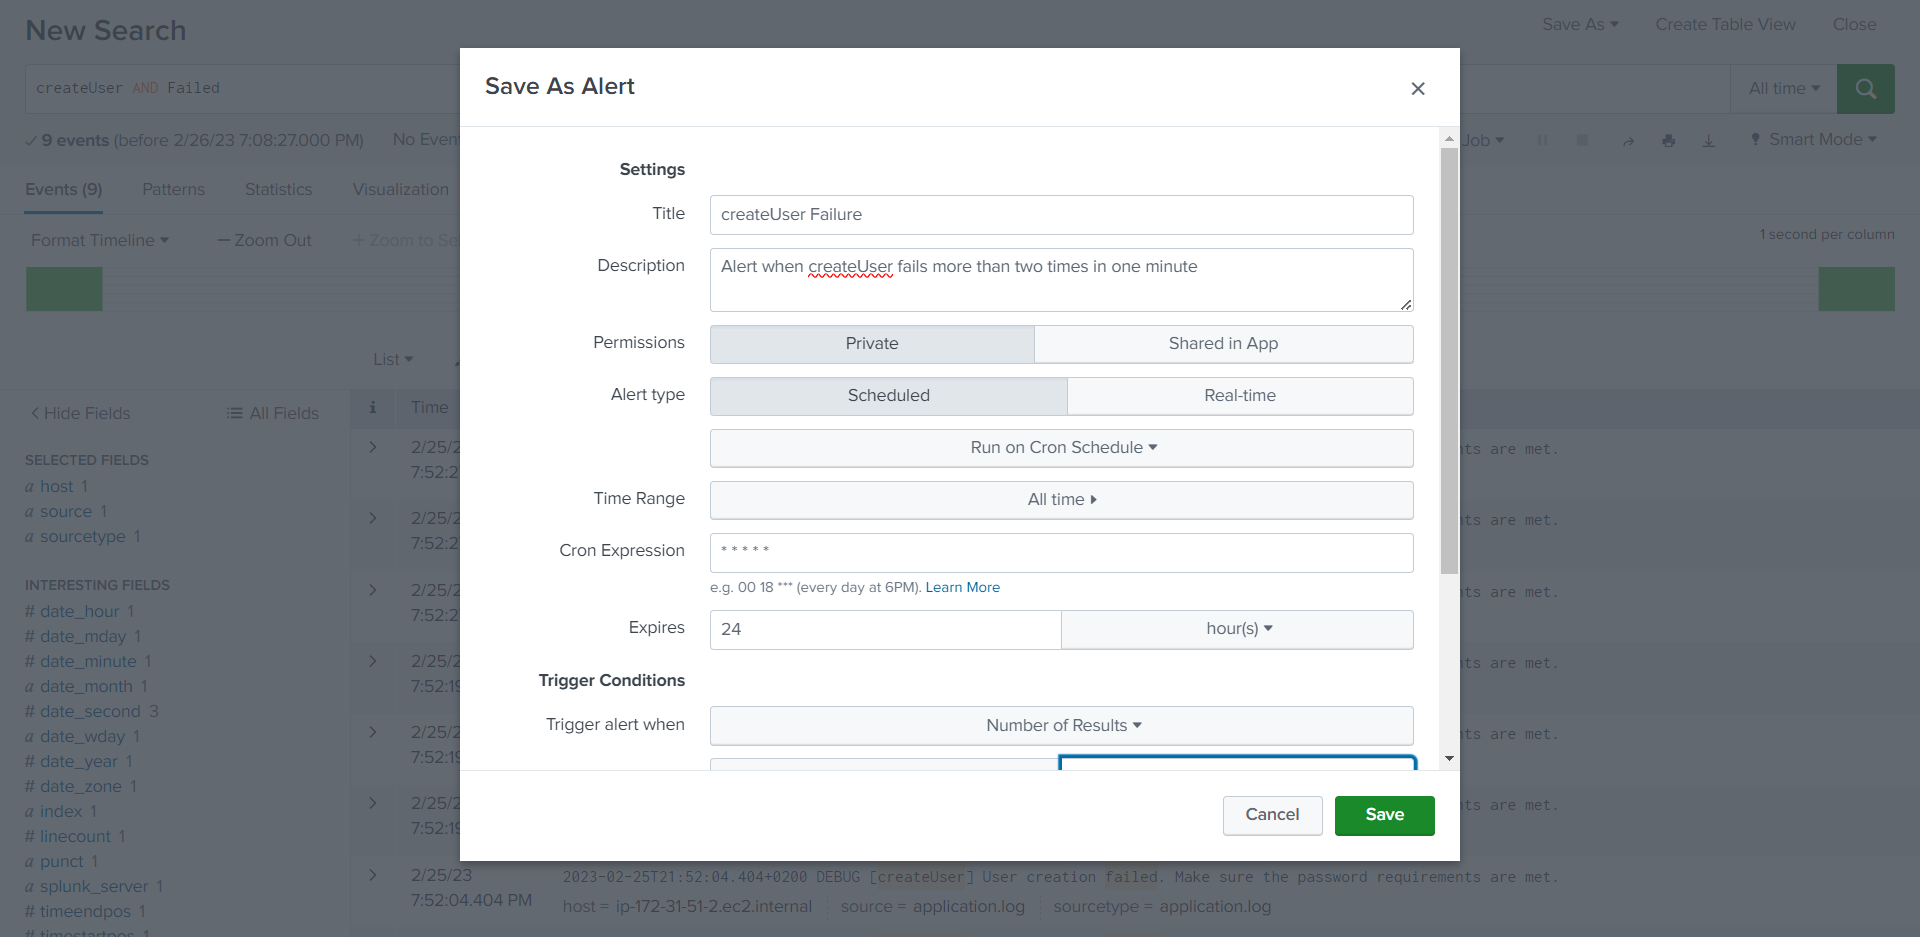 New Search
Save As
Create Table View
Close
createUser AND Failed
All time
9 events (before 2/26/23 7:08:27.000 PM)
No Even
Job
Smart Mode
Events (9)
Patterns
Statistics
Visualization
Format Timeline
Zoom Out
+ Zoom to Se
1 second per column
List
Hide Fields
All Fields
i
Time
SELECTED FIELDS
a host 1
a source 1
a sourcetype 1
INTERESTING FIELDS
# date_hour 1
# date_mday 1
# date_minute 1
a date_month 1
# date_second 3
a date_wday 1
# date_year 1
# date_zone 1
a index 1
# linecount 1
a punct 1
a splunk_server 1
# timeendpos 1
# timestartpos 1
2/25/2
7:52:2
nts are met.
2/25/2
7:52:2
nts are met.
2/25/2
7:52:2
nts are met.
2/25/2
7:52:19
nts are met.
2/25/2
7:52:19
nts are met.
2/25/2
7:52:19
nts are met.
2/25/23
7:52:04.404 PM
2023-02-25T21:52:04.404+0200 DEBUG [createUser] User creation failed. Make sure the password requirements are met.
host = ip-172-31-51-2.ec2.internal
source = application.log
sourcetype = application.log
Save As Alert
Settings
Title
createUser Failure
Description
Alert when createUser fails more than two times in one minute
Permissions
Private
Shared in App
Alert type
Scheduled
Real-time
Run on Cron Schedule
Time Range
All time
Cron Expression
* * * * *
e.g. 00 18 *** (every day at 6PM). Learn More
Expires
24
hour(s)
Trigger Conditions
Trigger alert when
Number of Results
Cancel
Save